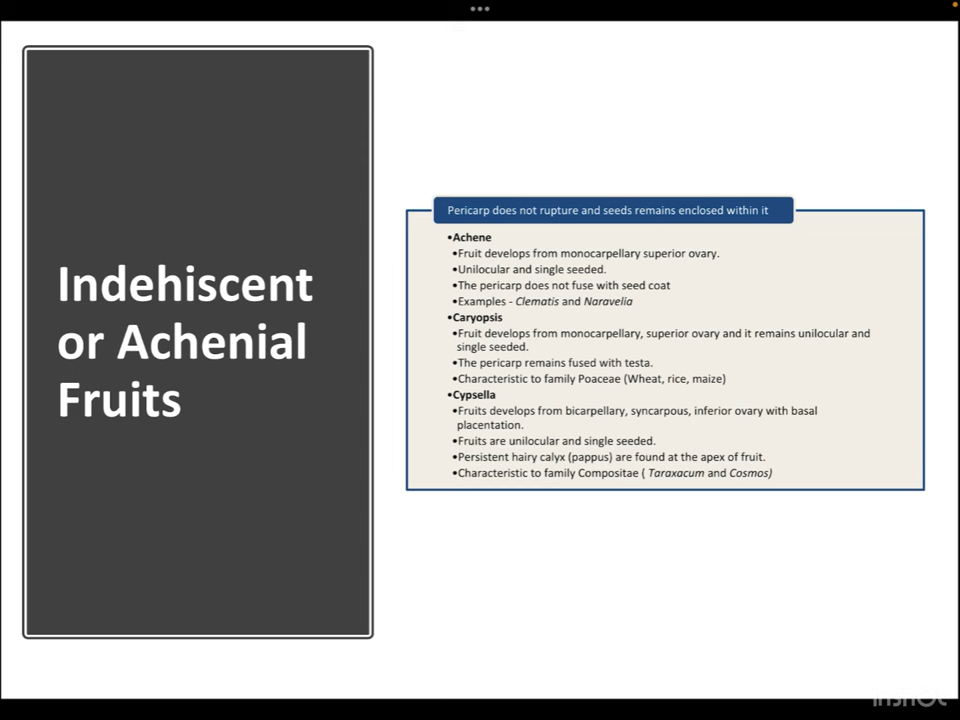 Indehiscent
or Achenial
Fruits
Pericarp does not rupture and seeds remains enclosed within it
•Achene
•Fruit develops from monocarpellary superior ovary.
•Unilocular and single seeded.
•The pericarp does not fuse with seed coat
•Examples - Clematis and Naravelia
•Caryopsis
•Fruit develops from monocarpellary, superior ovary and it remains unilocular and
single seeded.
•The pericarp remains fused with testa.
•Characteristic to family Poaceae (Wheat, rice, maize)
•Cypsella
•Fruits develops from bicarpellary, syncarpous, inferior ovary with basal
placentation.
•Fruits are unilocular and single seeded.
•Persistent hairy calyx (pappus) are found at the apex of fruit.
•Characteristic to family Compositae ( Taraxacum and Cosmos)